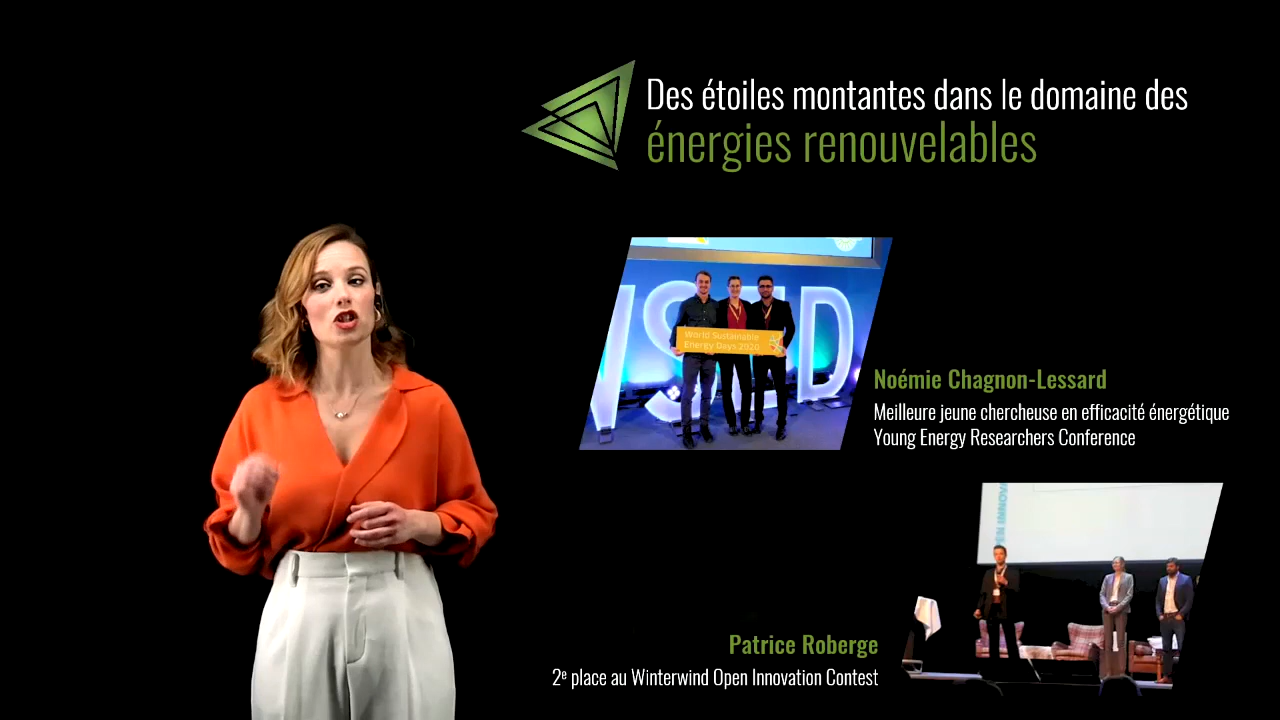 Des étoiles montantes dans le domaine des
énergies renouvelables
WSED
World Sustainable
Energy Days 2020
Noémie Chagnon-Lessard
Meilleure jeune chercheuse en efficacité énergétique
Young Energy Researchers Conference
Patrice Roberge
2ᵉ place au Winterwind Open Innovation Contest